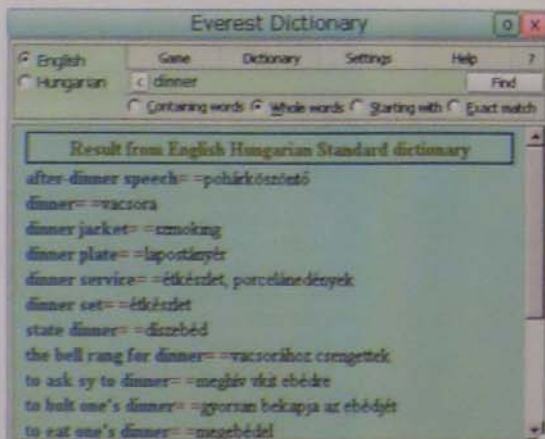 Everest Dictionary O X
English Game Dictionary Settings Help ?
Hungarian < dinner Find
Containing words Whole words Starting with Exact match
Result from English Hungarian Standard dictionary
after-dinner speech= =pohárköszöntő
dinner= =vacsora
dinner jacket= =szmoking
dinner plate= =lapostányér
dinner service= =étkészlet, porcelánedények
dinner set= =étkészlet
state dinner= =díszebéd
the bell rang for dinner= =vacsorához csengettek
to ask sy to dinner= =meghív vkit ebédre
to bolt one's dinner= =gyorsan bekapja az ebédjét
to eat one's dinner= =megebédel